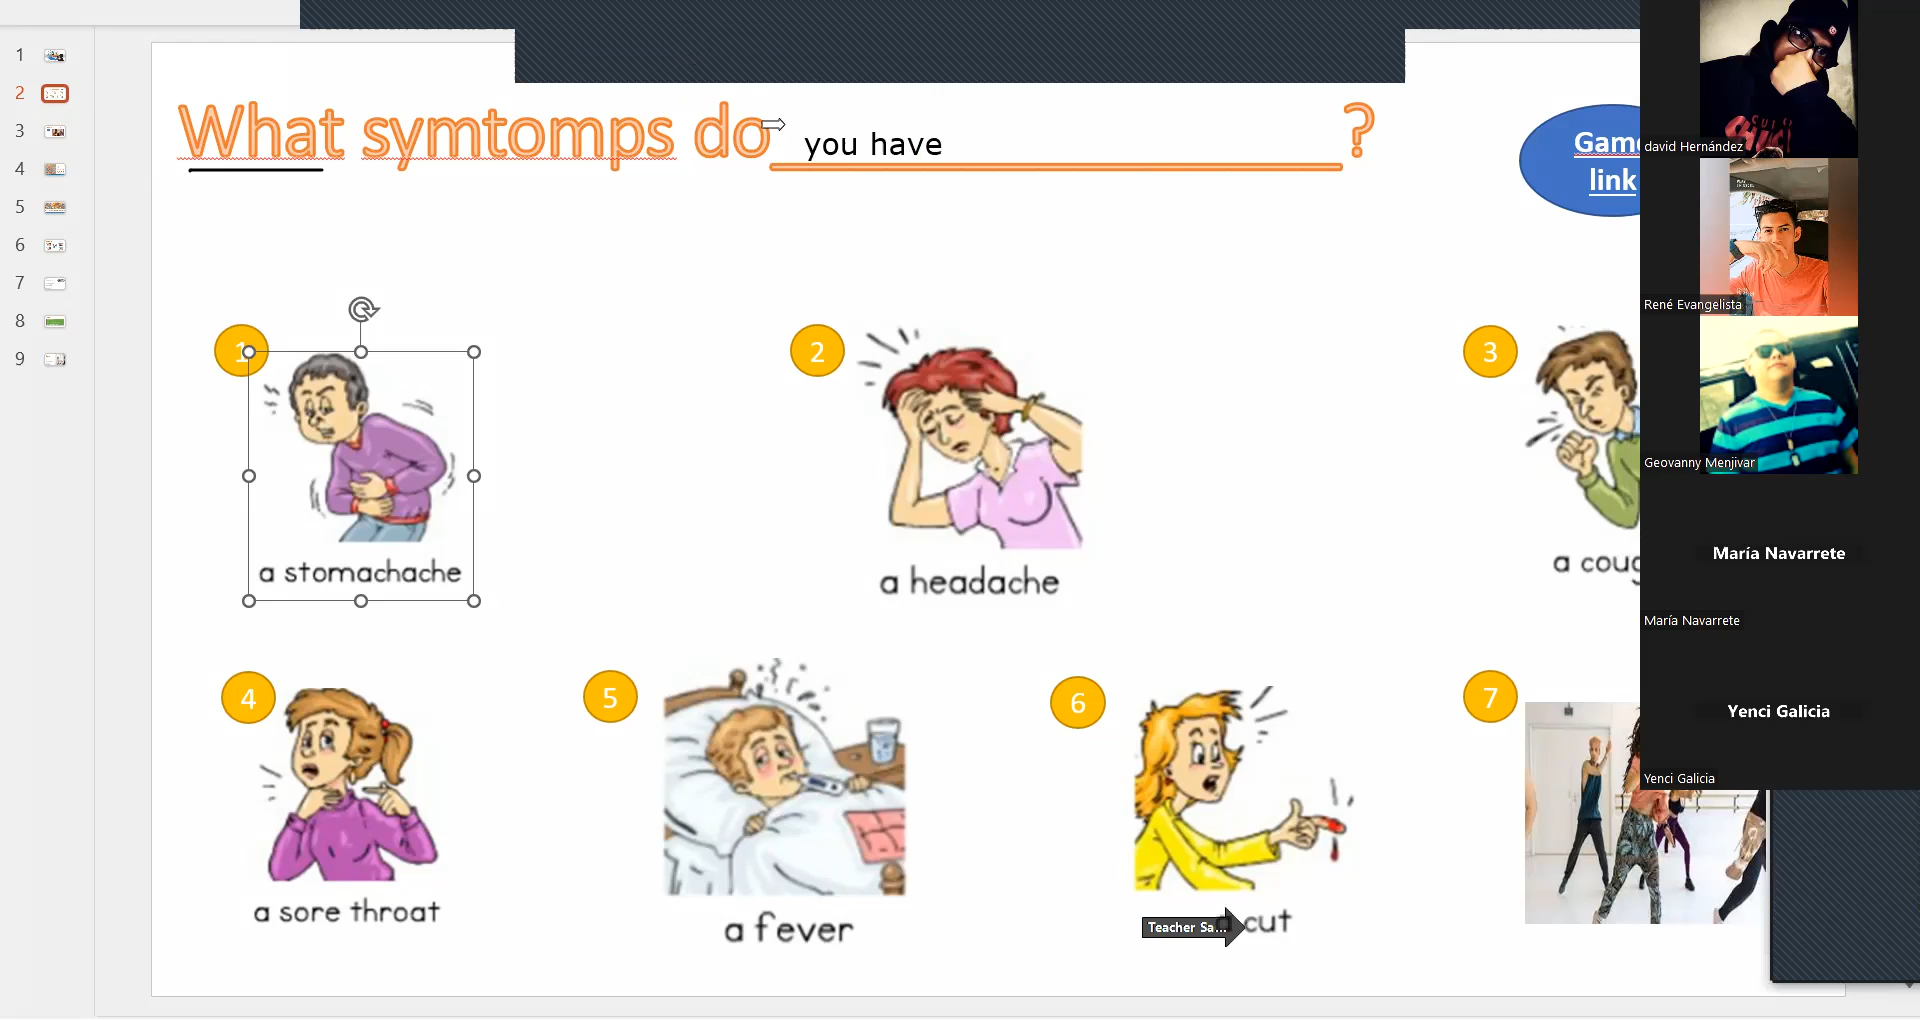 1
2
3
4
5
6
7
8
9
What symtomps do you have ?
Game
link
1
2
3
a stomachache
a headache
a coug
4
5
6
7
a sore throat
a fever
a cut
Teacher Sa...
david Hernández
René Evangelista
Geovanny Menjivar
María Navarrete
María Navarrete
Yenci Galicia
Yenci Galicia